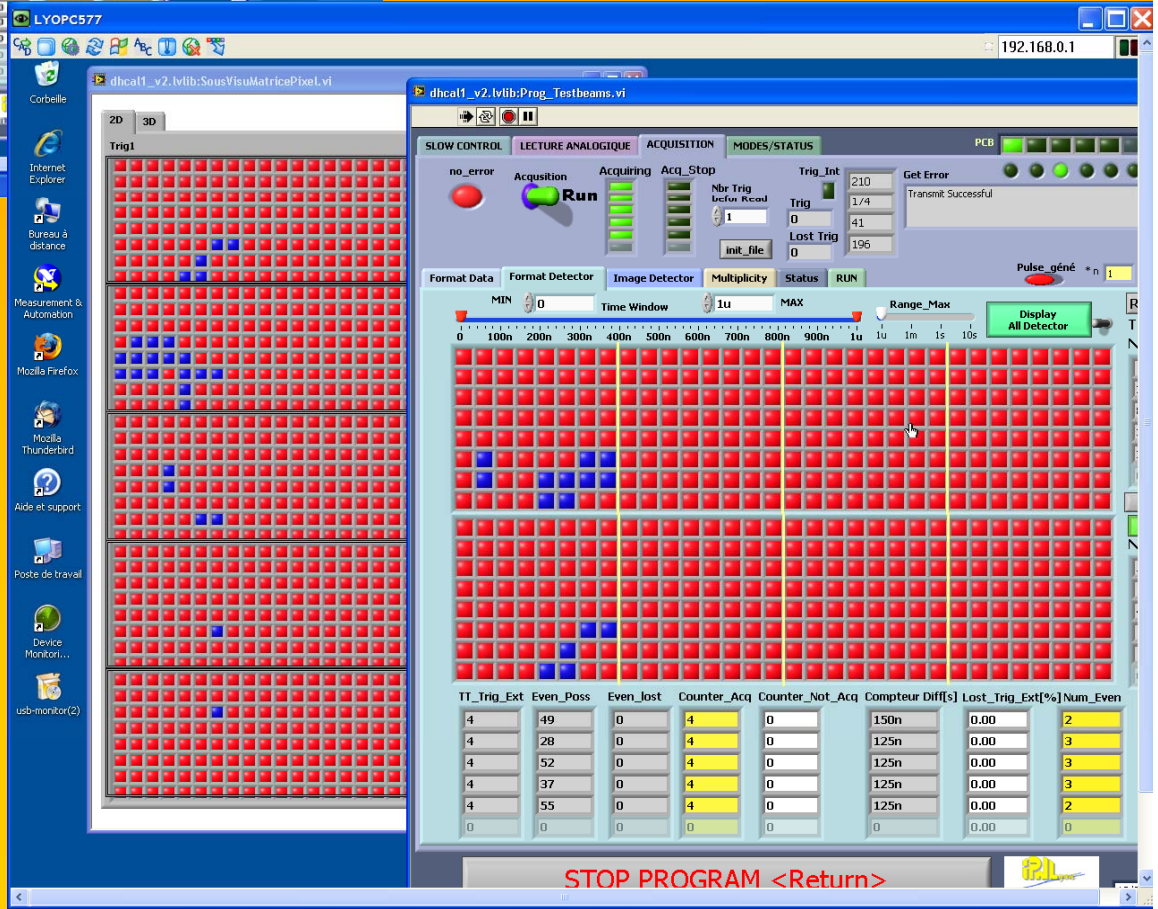 LYOPC577
192.168.0.1
Corbeille
Internet
Explorer
Bureau à
distance
Measurement &
Automation
Mozilla Firefox
Mozilla
Thunderbird
Aide et support
Poste de travail
Device
Monitori...
usb-monitor(2)
dhcal1_v2.lvlib:SousVisuMatricePixel.vi
2D 3D
Trig1
dhcal1_v2.lvlib:Prog_Testbeams.vi
SLOW CONTROL LECTURE ANALOGIQUE ACQUISITION MODES/STATUS PCB
no_error Acqusition Acquiring Acq_Stop Trig_Int Get Error
Run
Nbr Trig
befor Read
1
init_file
Trig
0
Lost Trig
0
210
1/4
41
196
Transmit Successful
Pulse_géné *n 1
Format Data Format Detector Image Detector Multiplicity Status RUN
MIN 0 Time Window 1u MAX Range_Max
Display
All Detector
0 100n 200n 300n 400n 500n 600n 700n 800n 900n 1u 1u 1m 1s 10s
TT_Trig_Ext Even_Poss Even_lost Counter_Acq Counter_Not_Acq Compteur Diff[s] Lost_Trig_Ext[%] Num_Even
4 49 0 4 0 150n 0.00 2
4 28 0 4 0 125n 0.00 3
4 52 0 4 0 125n 0.00 3
4 37 0 4 0 125n 0.00 3
4 55 0 4 0 125n 0.00 2
0 0 0 0 0 0 0.00 0
STOP PROGRAM <Return>